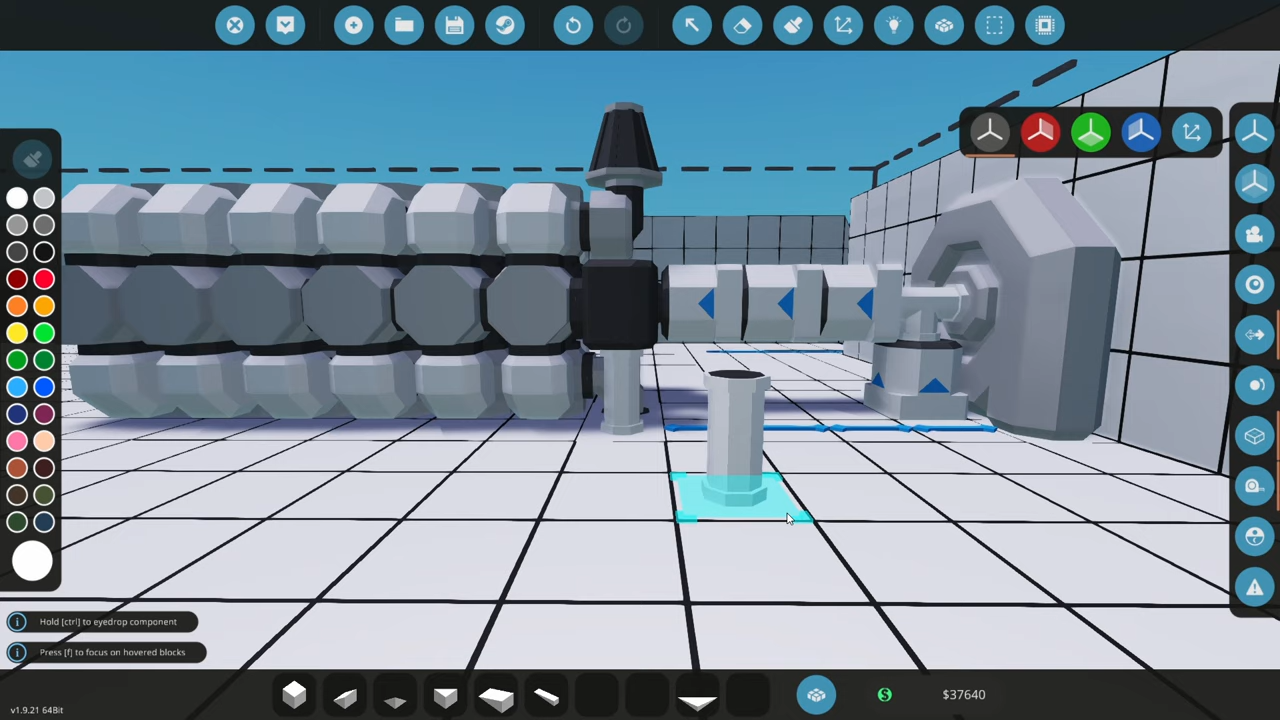 Hold [ctrl] to eyedrop component
Press [f] to focus on hovered blocks
$37640
v1.9.21 64Bit